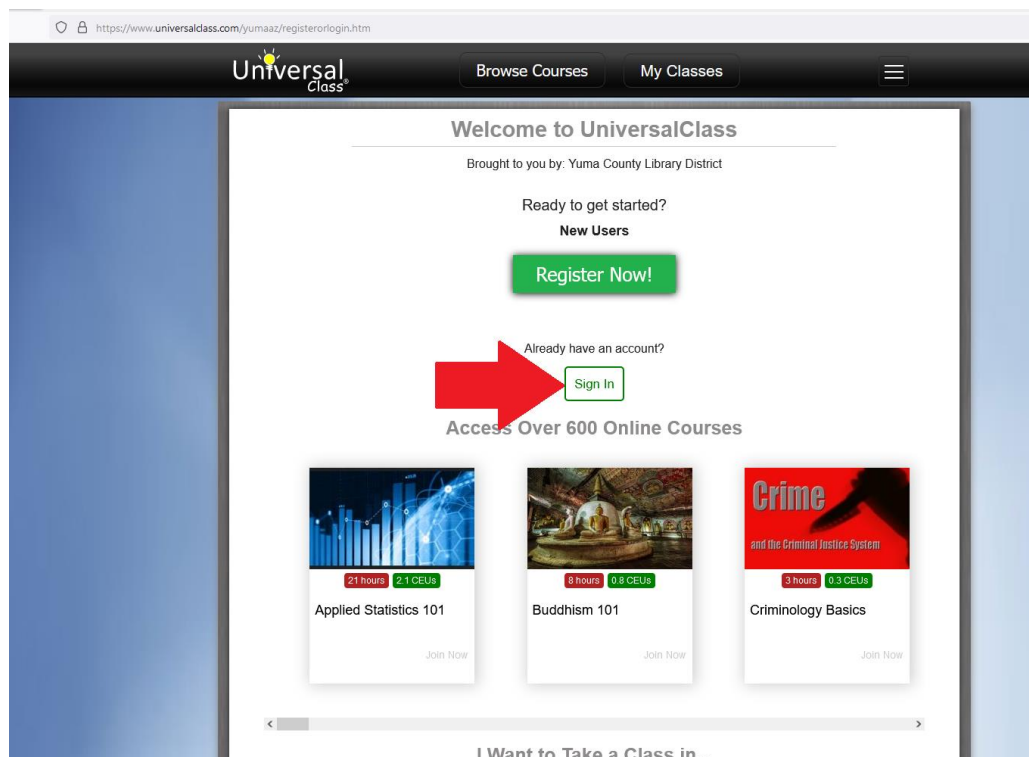 https://www.universalclass.com/yumaaz/registerorlogin.htm
Universal
Class®
Browse Courses
My Classes
Welcome to UniversalClass
Brought to you by: Yuma County Library District
Ready to get started?
New Users
Register Now!
Already have an account?
Sign In
Access Over 600 Online Courses
Crime
and the Criminal Justice System
21 hours 2.1 CEUs
8 hours 0.8 CEUs
3 hours 0.3 CEUs
Applied Statistics 101
Buddhism 101
Criminology Basics
Join Now
Join Now
Join Now
I Want to Take a Class in...